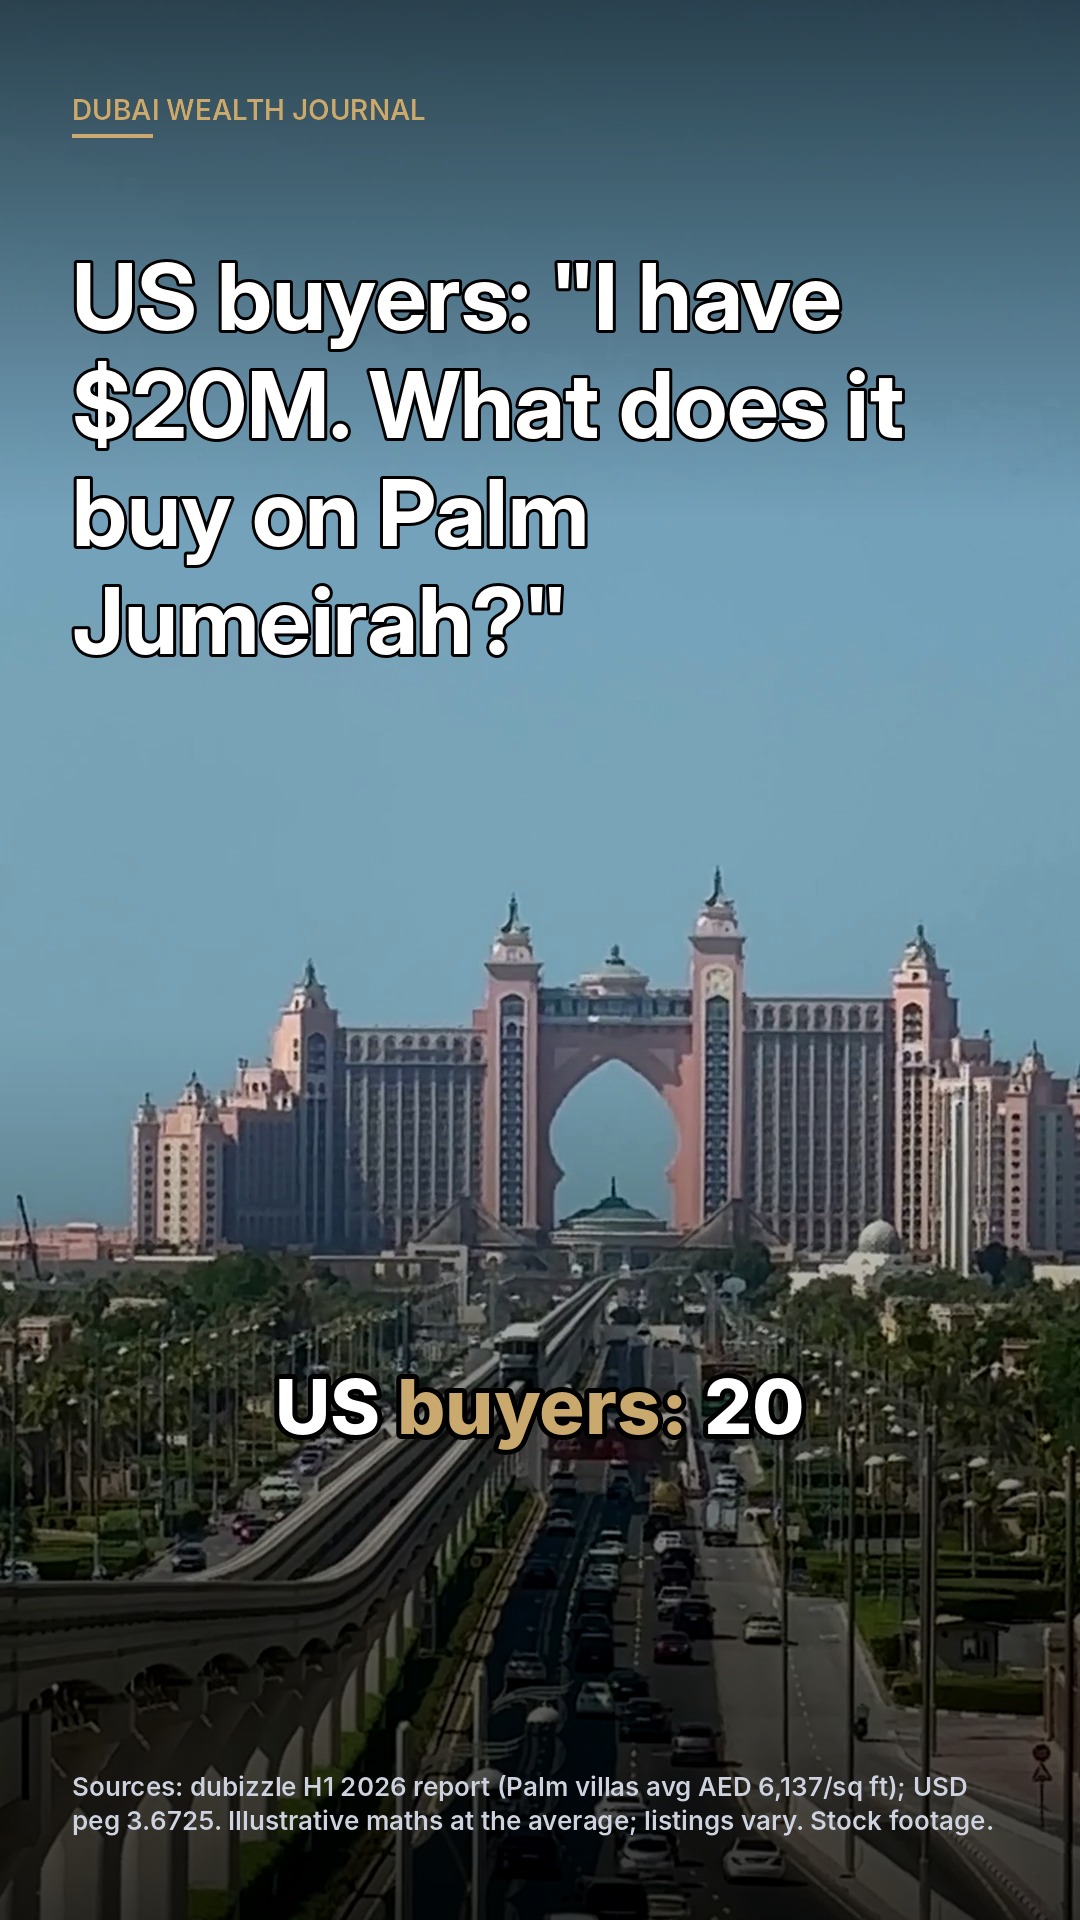 DUBAI WEALTH JOURNAL
US buyers: "I have
$20M. What does it
buy on Palm
Jumeirah?"
US buyers: 20
Sources: dubizzle H1 2026 report (Palm villas avg AED 6,137/sq ft); USD
peg 3.6725. Illustrative maths at the average; listings vary. Stock footage.